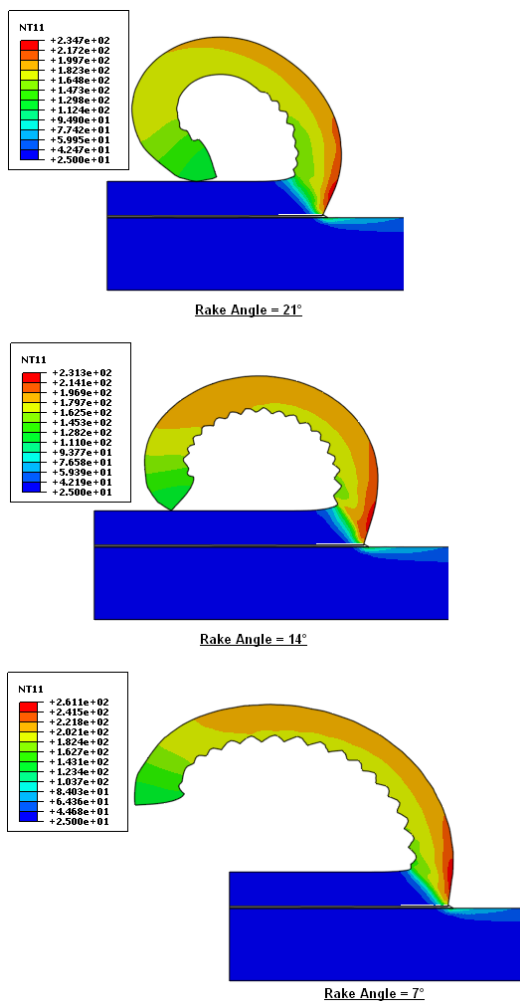 NT11
+2.347e+02
+2.172e+02
+1.997e+02
+1.823e+02
+1.648e+02
+1.473e+02
+1.298e+02
+1.124e+02
+9.490e+01
+7.742e+01
+5.995e+01
+4.247e+01
+2.500e+01
Rake Angle = 21°
NT11
+2.313e+02
+2.141e+02
+1.969e+02
+1.797e+02
+1.625e+02
+1.453e+02
+1.282e+02
+1.110e+02
+9.377e+01
+7.658e+01
+5.939e+01
+4.219e+01
+2.500e+01
Rake Angle = 14°
NT11
+2.611e+02
+2.415e+02
+2.218e+02
+2.021e+02
+1.824e+02
+1.627e+02
+1.431e+02
+1.234e+02
+1.037e+02
+8.403e+01
+6.436e+01
+4.468e+01
+2.500e+01
Rake Angle = 7°